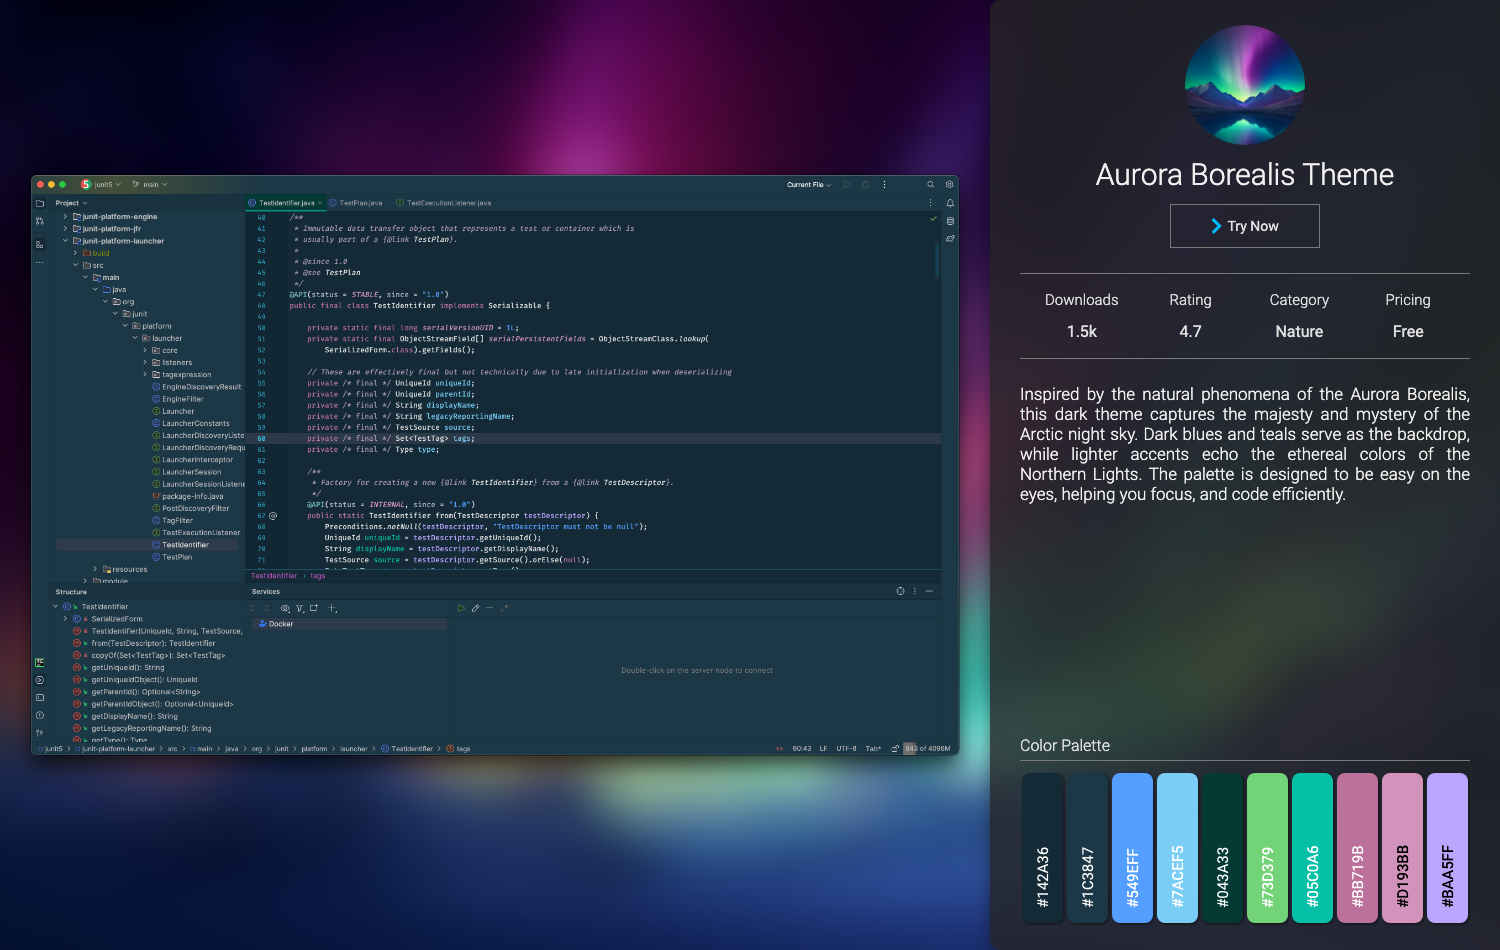 junit5
main
Current File
Project
junit-platform-engine
junit-platform-jfr
junit-platform-launcher
build
src
main
java
org
junit
platform
launcher
core
listeners
tagexpression
EngineDiscoveryResult
EngineFilter
Launcher
LauncherConstants
LauncherDiscoveryListe
LauncherDiscoveryRequ
LauncherInterceptor
LauncherSession
LauncherSessionListene
package-info.java
PostDiscoveryFilter
TagFilter
TestExecutionListener
TestIdentifier
TestPlan
resources
module
TestIdentifier.java
TestPlan.java
TestExecutionListener.java
40 /**
41 * Immutable data transfer object that represents a test or container which is
42 * usually part of a {@link TestPlan}.
43 *
44 * @since 1.0
45 * @see TestPlan
46 */
47 @API(status = STABLE, since = "1.0")
48 public final class TestIdentifier implements Serializable {
49
50 private static final long serialVersionUID = 1L;
51 private static final ObjectStreamField[] serialPersistentFields = ObjectStreamClass.lookup(
52 SerializedForm.class).getFields();
53
54 // These are effectively final but not technically due to late initialization when deserializing
55 private /* final */ UniqueId uniqueId;
56 private /* final */ UniqueId parentId;
57 private /* final */ String displayName;
58 private /* final */ String legacyReportingName;
59 private /* final */ TestSource source;
60 private /* final */ Set<TestTag> tags;
61 private /* final */ Type type;
62
63 /**
64 * Factory for creating a new {@link TestIdentifier} from a {@link TestDescriptor}.
65 */
66 @API(status = INTERNAL, since = "1.0")
67 @ public static TestIdentifier from(TestDescriptor testDescriptor) {
68 Preconditions.notNull(testDescriptor, "TestDescriptor must not be null");
69 UniqueId uniqueId = testDescriptor.getUniqueId();
70 String displayName = testDescriptor.getDisplayName();
71 TestSource source = testDescriptor.getSource().orElse(null);
TestIdentifier › tags
Structure
TestIdentifier
SerializedForm
TestIdentifier(UniqueId, String, TestSource,
from(TestDescriptor): TestIdentifier
copyOf(Set<TestTag>): Set<TestTag>
getUniqueId(): String
getUniqueIdObject(): UniqueId
getParentId(): Optional<String>
getParentIdObject(): Optional<UniqueId>
getDisplayName(): String
getLegacyReportingName(): String
getType(): Type
Services
Docker
Double-click on the server node to connect
junit5 > junit-platform-launcher > src > main > java > org > junit > platform > launcher > TestIdentifier > tags
60:43 LF UTF-8 Tab* 843 of 4096M
Aurora Borealis Theme
Try Now
Downloads Rating Category Pricing
1.5k 4.7 Nature Free
Inspired by the natural phenomena of the Aurora Borealis,
this dark theme captures the majesty and mystery of the
Arctic night sky. Dark blues and teals serve as the backdrop,
while lighter accents echo the ethereal colors of the
Northern Lights. The palette is designed to be easy on the
eyes, helping you focus, and code efficiently.
Color Palette
#142A36
#1C3847
#549EFF
#7ACEF5
#043A33
#73D379
#05C0A6
#BB719B
#D193BB
#BAA5FF